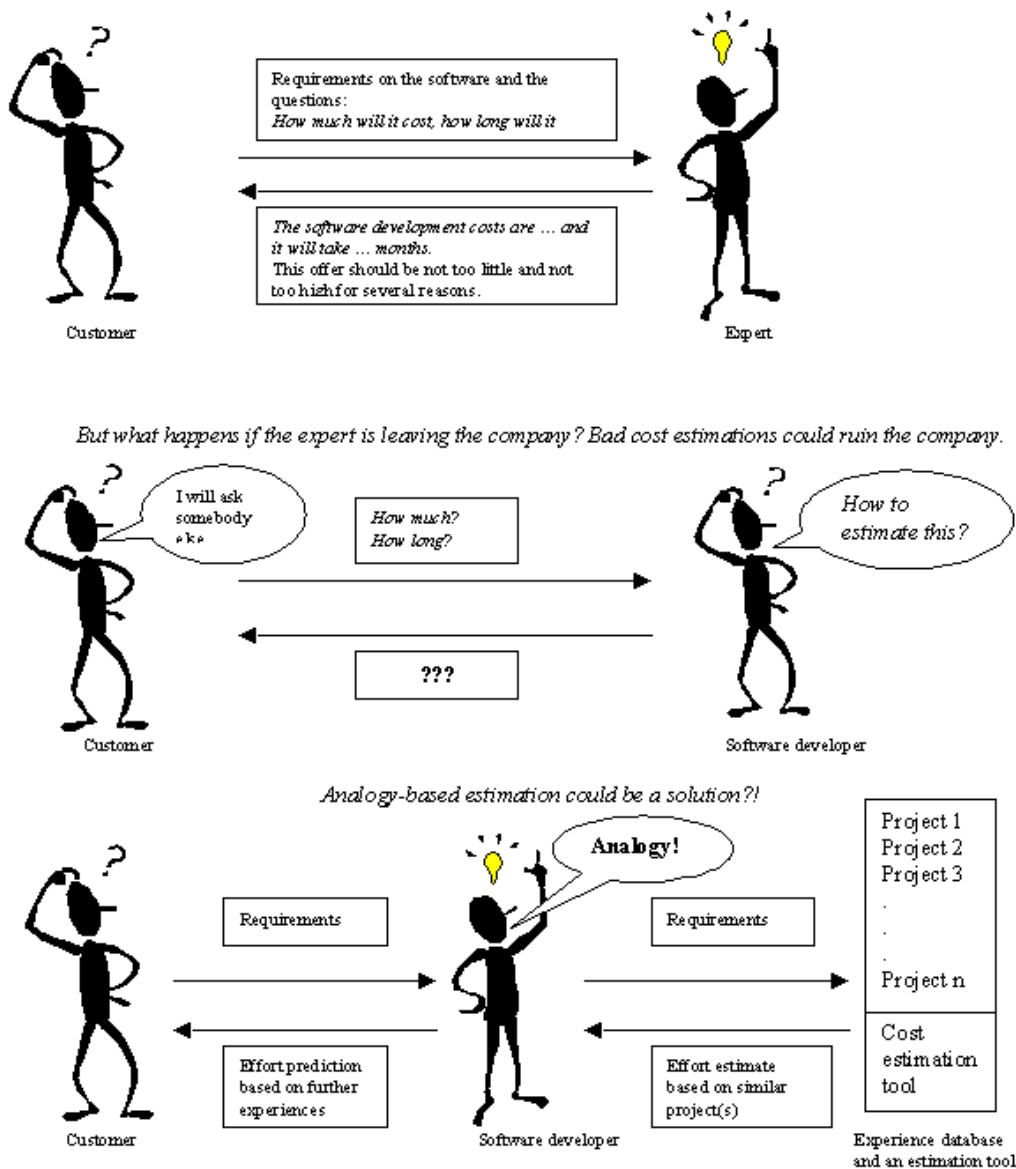 ?
Requirements on the software and the
questions:
How much will it cost, how long will it
The software development costs are ... and
it will take ... months.
This offer should be not too little and not
too high for several reasons.
Customer
Expert
But what happens if the expert is leaving the company? Bad cost estimations could ruin the company.
?
I will ask
somebody
else
How much?
How long?
?
How to
estimate this?
???
Customer
Software developer
Analogy-based estimation could be a solution?!
?
Requirements
Analogy!
Requirements
Project 1
Project 2
Project 3
.
.
.
Project n
Effort prediction
based on further
experiences
Effort estimate
based on similar
project(s)
Cost
estimation
tool
Customer
Software developer
Experience database
and an estimation tool